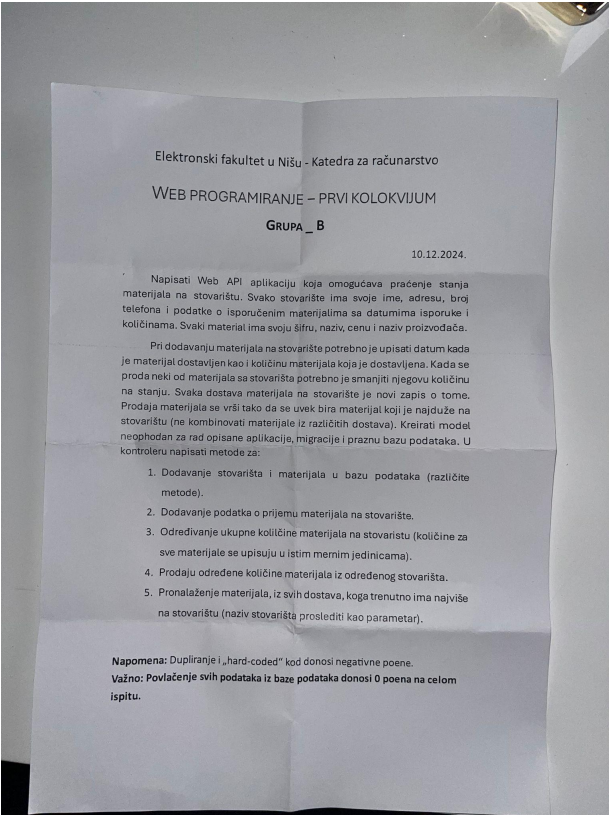 Elektronski fakultet u Nišu - Katedra za računarstvo
WEB PROGRAMIRANJE – PRVI KOLOKVIJUM
GRUPA _ B
10.12.2024.
Napisati Web API aplikaciju koja omogućava praćenje stanja
materijala na stovarištu. Svako stovarište ima svoje ime, adresu, broj
telefona i podatke o isporučenim materijalima sa datumima isporuke i
količinama. Svaki material ima svoju šifru, naziv, cenu i naziv proizvođača.
Pri dodavanju materijala na stovarište potrebno je upisati datum kada
je materijal dostavljen kao i količinu materijala koja je dostavljena. Kada se
proda neki od materijala sa stovarišta potrebno je smanjiti njegovu količinu
na stanju. Svaka dostava materijala na stovarište je novi zapis o tome.
Prodaja materijala se vrši tako da se uvek bira materijal koji je najduže na
stovarištu (ne kombinovati materijale iz različitih dostava). Kreirati model
neophodan za rad opisane aplikacije, migracije i praznu bazu podataka. U
kontroleru napisati metode za:
1. Dodavanje stovarišta i materijala u bazu podataka (različite
metode).
2. Dodavanje podatka o prijemu materijala na stovarište.
3. Određivanje ukupne kolilčine materijala na stovaristu (količine za
sve materijale se upisuju u istim mernim jedinicama).
4. Prodaju određene količine materijala iz određenog stovarišta.
5. Pronalaženje materijala, iz svih dostava, koga trenutno ima najviše
na stovarištu (naziv stovarišta proslediti kao parametar).
Napomena: Dupliranje i „hard-coded“ kod donosi negativne poene.
Važno: Povlačenje svih podataka iz baze podataka donosi 0 poena na celom
ispitu.